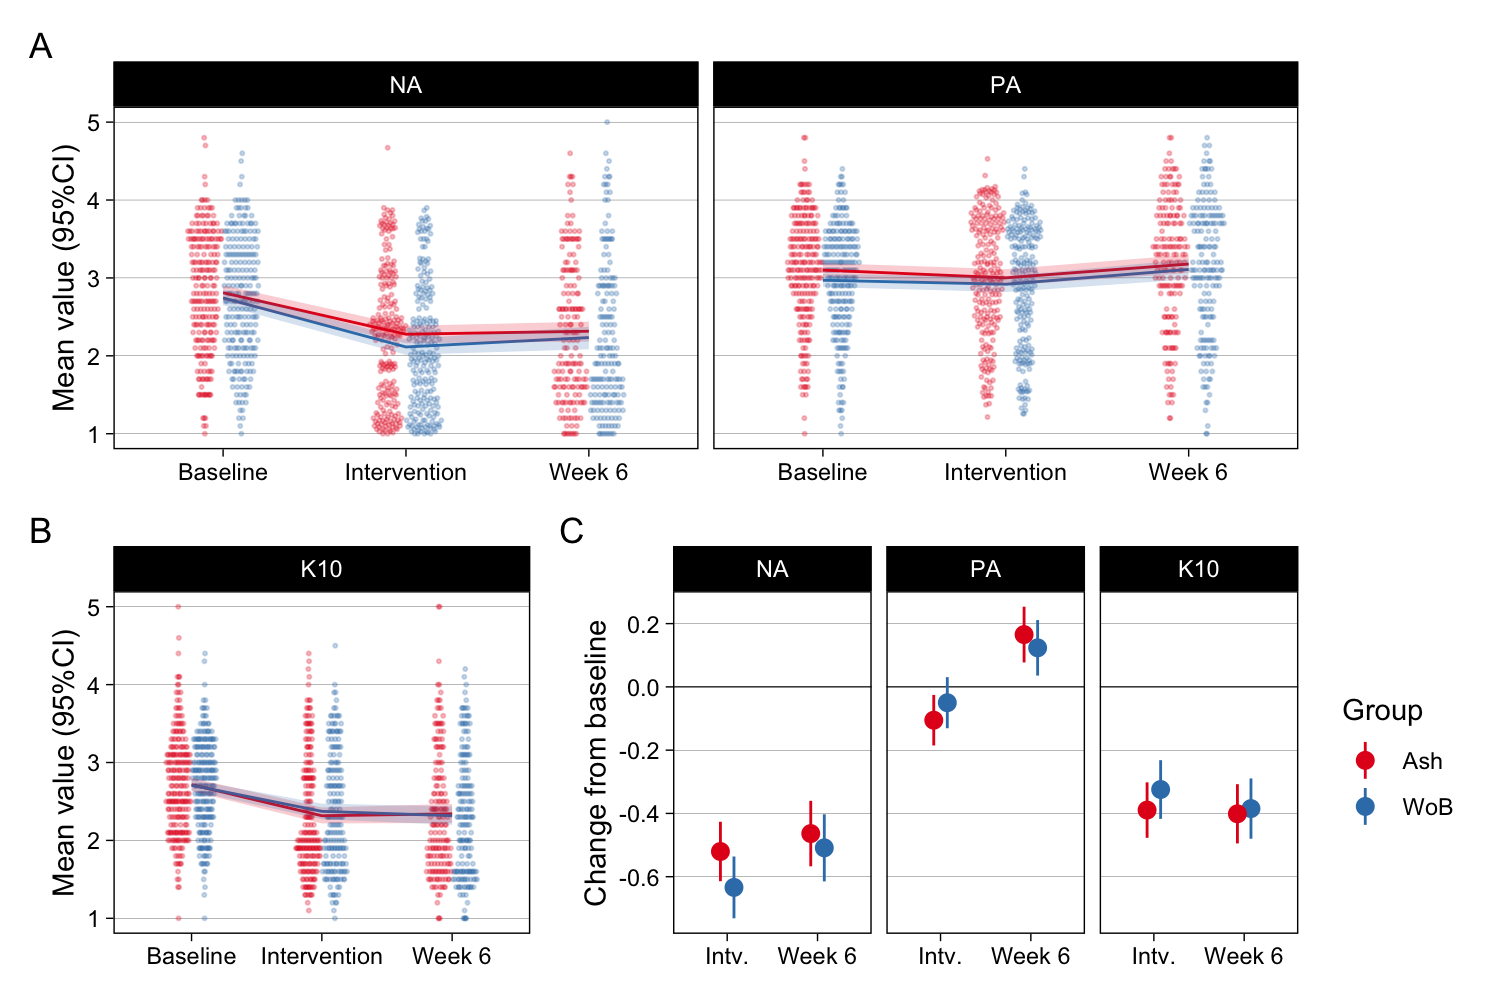 A
NA
PA
Mean value (95%CI)
5
4
3
2
1
Baseline
Intervention
Week 6
Baseline
Intervention
Week 6
B
K10
Mean value (95%CI)
5
4
3
2
1
Baseline
Intervention
Week 6
C
NA
PA
K10
Change from baseline
0.2
0.0
-0.2
-0.4
-0.6
Intv.
Week 6
Intv.
Week 6
Intv.
Week 6
Group
Ash
WoB